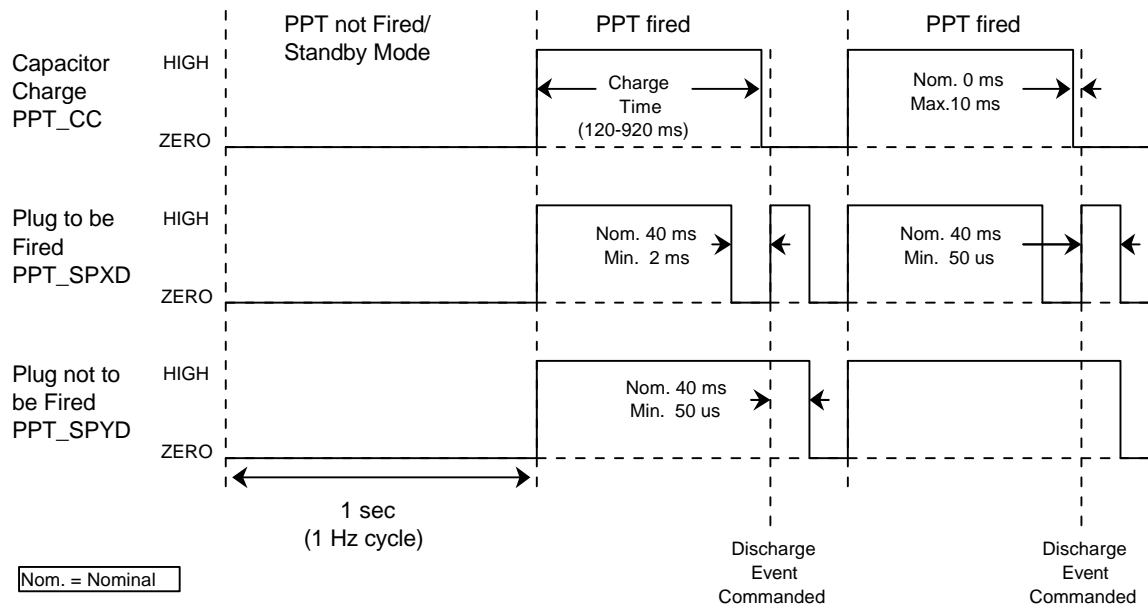 PPT not Fired/
Standby Mode
PPT fired
PPT fired
Capacitor
Charge
PPT_CC
HIGH
ZERO
Charge
Time
(120-920 ms)
Nom. 0 ms
Max.10 ms
Plug to be
Fired
PPT_SPXD
HIGH
ZERO
Nom. 40 ms
Min. 2 ms
Nom. 40 ms
Min. 50 us
Plug not to
be Fired
PPT_SPYD
HIGH
ZERO
Nom. 40 ms
Min. 50 us
1 sec
(1 Hz cycle)
Discharge
Event
Commanded
Discharge
Event
Commanded
Nom. = Nominal